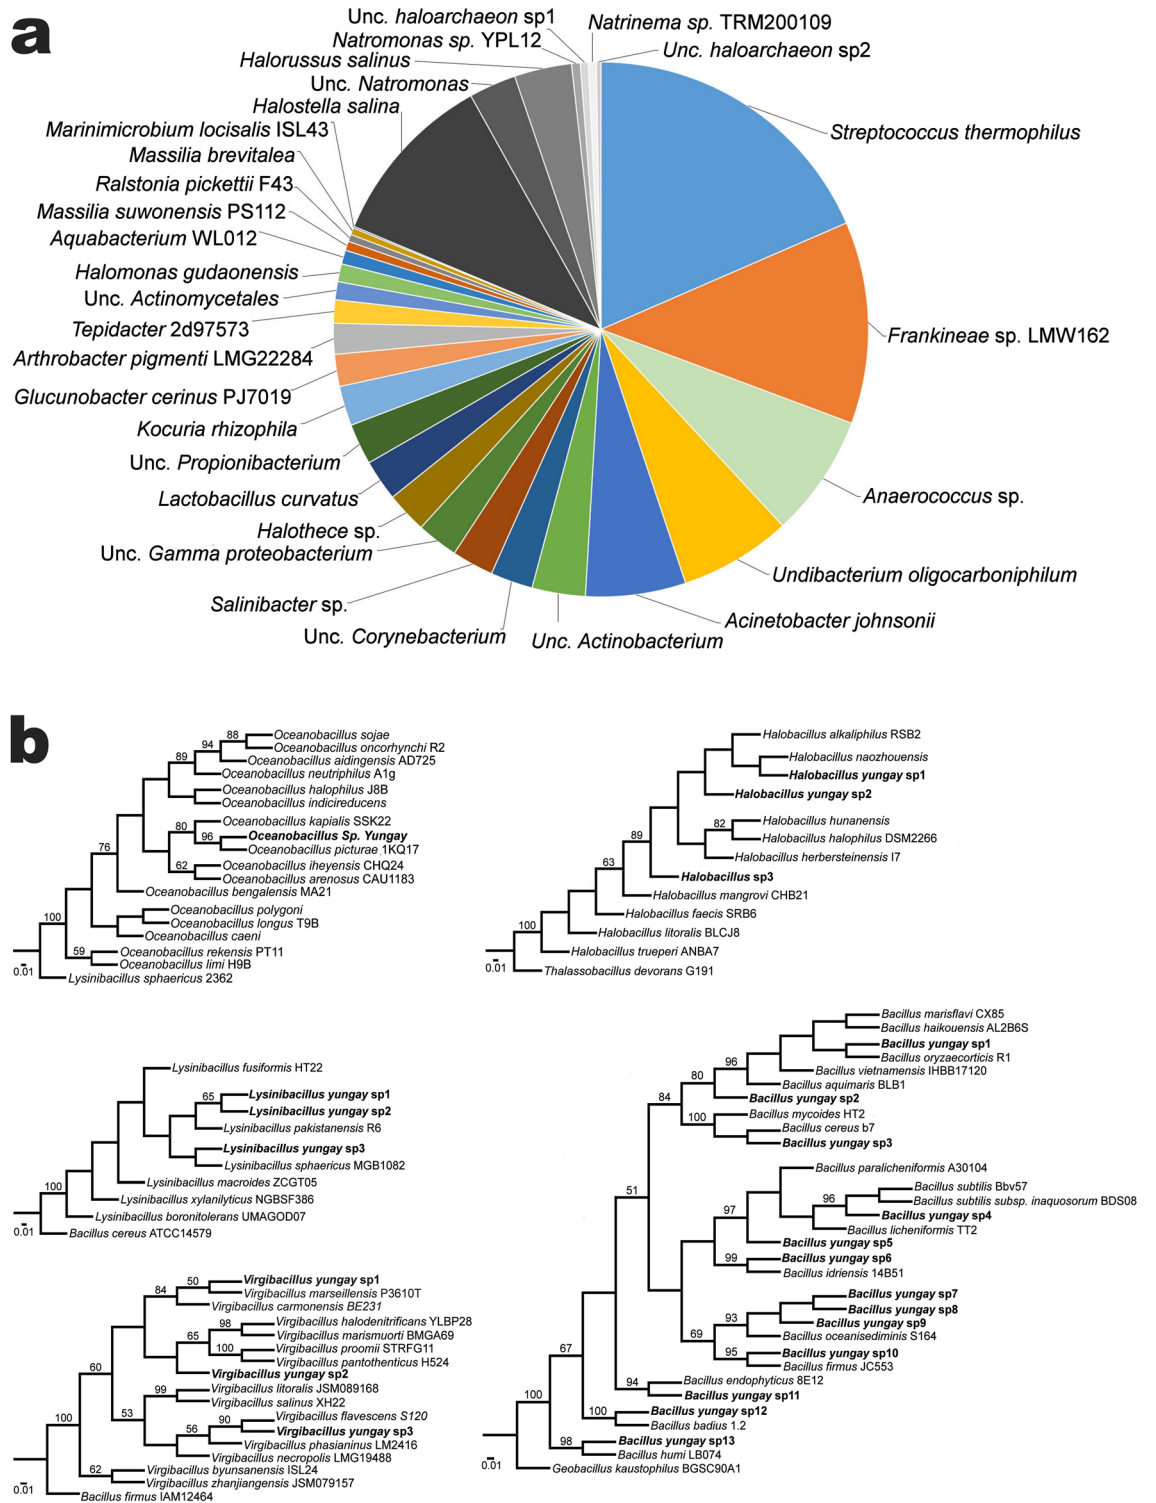 a
Unc. haloarchaeon sp1
Natrinema sp. TRM200109
Natromonas sp. YPL12
Unc. haloarchaeon sp2
Halorussus salinus
Unc. Natromonas
Halostella salina
Marinimicrobium locisalis ISL43
Streptococcus thermophilus
Massilia brevitalea
Ralstonia pickettii F43
Massilia suwonensis PS112
Aquabacterium WL012
Halomonas gudaonensis
Unc. Actinomycetales
Tepidacter 2d97573
Frankineae sp. LMW162
Arthrobacter pigmenti LMG22284
Glucunobacter cerinus PJ7019
Kocuria rhizophila
Unc. Propionibacterium
Lactobacillus curvatus
Anaerococcus sp.
Halothece sp.
Unc. Gamma proteobacterium
Undibacterium oligocarboniphilum
Salinibacter sp.
Acinetobacter johnsonii
Unc. Corynebacterium
Unc. Actinobacterium
b
88
Oceanobacillus sojae
94
Oceanobacillus oncorhynchi R2
89
Oceanobacillus aidingensis AD725
Oceanobacillus neutriphilus A1g
Oceanobacillus halophilus J8B
Oceanobacillus indicireducens
Oceanobacillus kapialis SSK22
80
96
Oceanobacillus Sp. Yungay
Oceanobacillus picturae 1KQ17
76
62
Oceanobacillus iheyensis CHQ24
Oceanobacillus arenosus CAU1183
Oceanobacillus bengalensis MA21
Oceanobacillus polygoni
100
Oceanobacillus longus T9B
Oceanobacillus caeni
59
Oceanobacillus rekensis PT11
Oceanobacillus limi H9B
0.01
Lysinibacillus sphaericus 2362
Halobacillus alkaliphilus RSB2
Halobacillus naozhouensis
Halobacillus yungay sp1
Halobacillus yungay sp2
Halobacillus hunanensis
82
89
Halobacillus halophilus DSM2266
Halobacillus herbersteinensis I7
63
Halobacillus sp3
Halobacillus mangrovi CHB21
Halobacillus faecis SRB6
100
Halobacillus litoralis BLCJ8
Halobacillus trueperi ANBA7
0.01
Thalassobacillus devorans G191
Lysinibacillus fusiformis HT22
65
Lysinibacillus yungay sp1
Lysinibacillus yungay sp2
Lysinibacillus pakistanensis R6
Lysinibacillus yungay sp3
Lysinibacillus sphaericus MGB1082
Lysinibacillus macroides ZCGT05
100
Lysinibacillus xylanilyticus NGBSF386
Lysinibacillus boronitolerans UMAGOD07
0.01
Bacillus cereus ATCC14579
50
Virgibacillus yungay sp1
84
Virgibacillus marseillensis P3610T
Virgibacillus carmonensis BE231
98
Virgibacillus halodenitrificans YLBP28
65
Virgibacillus marismuorti BMGA69
100
Virgibacillus proomii STRFG11
Virgibacillus pantothenticus H524
60
Virgibacillus yungay sp2
99
Virgibacillus litoralis JSM089168
Virgibacillus salinus XH22
53
90
Virgibacillus flavescens S120
56
Virgibacillus yungay sp3
100
Virgibacillus phasianinus LM2416
Virgibacillus necropolis LMG19488
62
Virgibacillus byunsanensis ISL24
Virgibacillus zhanjiangensis JSM079157
0.01
Bacillus firmus IAM12464
Bacillus marisflavi CX85
Bacillus haikouensis AL2B6S
Bacillus yungay sp1
Bacillus oryzaecorticis R1
96
Bacillus vietnamensis IHBB17120
80
Bacillus aquimaris BLB1
84
Bacillus yungay sp2
Bacillus mycoides HT2
100
Bacillus cereus b7
Bacillus yungay sp3
Bacillus paralicheniformis A30104
51
Bacillus subtilis Bbv57
96
Bacillus subtilis subsp. inaquosorum BDS08
97
Bacillus yungay sp4
Bacillus licheniformis TT2
Bacillus yungay sp5
99
Bacillus yungay sp6
Bacillus idriensis 14B51
Bacillus yungay sp7
Bacillus yungay sp8
93
Bacillus yungay sp9
69
Bacillus oceanisediminis S164
67
95
Bacillus yungay sp10
Bacillus firmus JC553
94
Bacillus endophyticus 8E12
Bacillus yungay sp11
100
100
Bacillus yungay sp12
Bacillus badius 1.2
98
Bacillus yungay sp13
Bacillus humi LB074
0.01
Geobacillus kaustophilus BGSC90A1